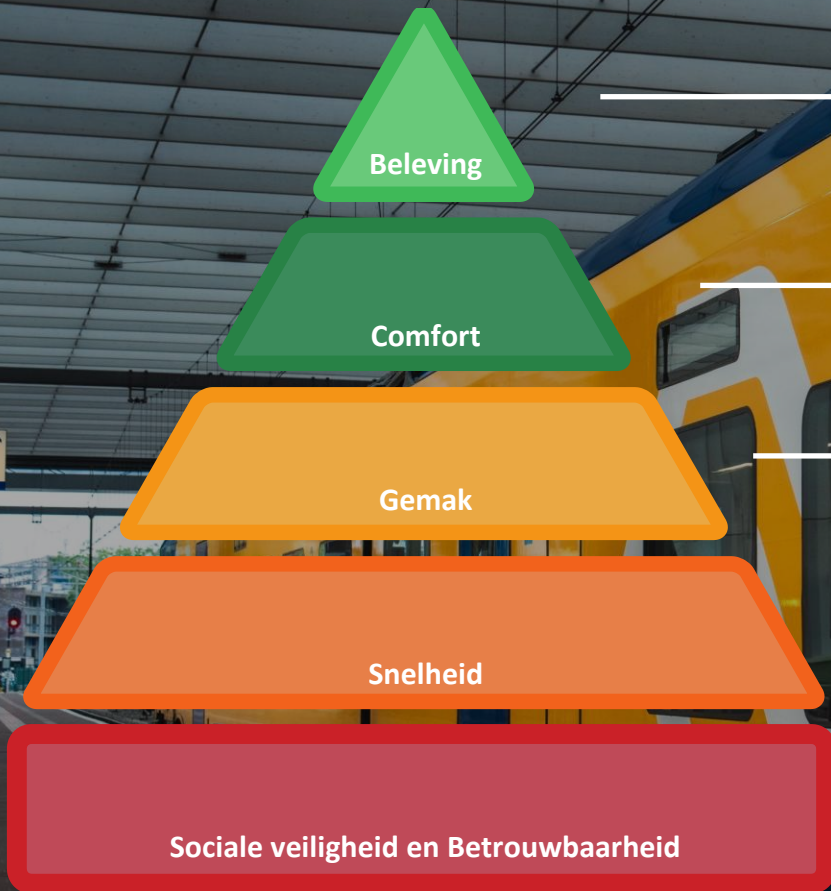 Beleving
Comfort
Gemak
Snelheid
Sociale veiligheid en Betrouwbaarheid